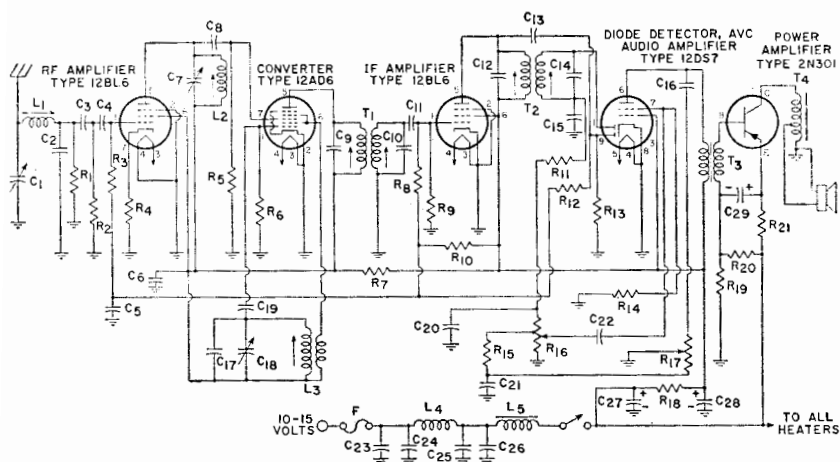 RF AMPLIFIER
TYPE 12BL6
CONVERTER
TYPE 12AD6
IF AMPLIFIER
TYPE 12BL6
DIODE DETECTOR, AVC
AUDIO AMPLIFIER
TYPE 12DS7
POWER
AMPLIFIER
TYPE 2N301
C8
C13
C7
L2
C12
C14
T2
C15
C16
T4
L1
C3 C4
C2
C1
R1
R2
R3
R4
R5
R6
C9
T1
C10
C11
R8
R9
R10
R11
R12
R13
T3
C29
R21
R20
R19
C6
C5
R7
C19
C17
C18
L3
C20
R15
R16
C21
C22
R14
R17
10-15
VOLTS
F
L4
L5
C23
C24
C25
C26
C27
R18
C28
TO ALL
HEATERS